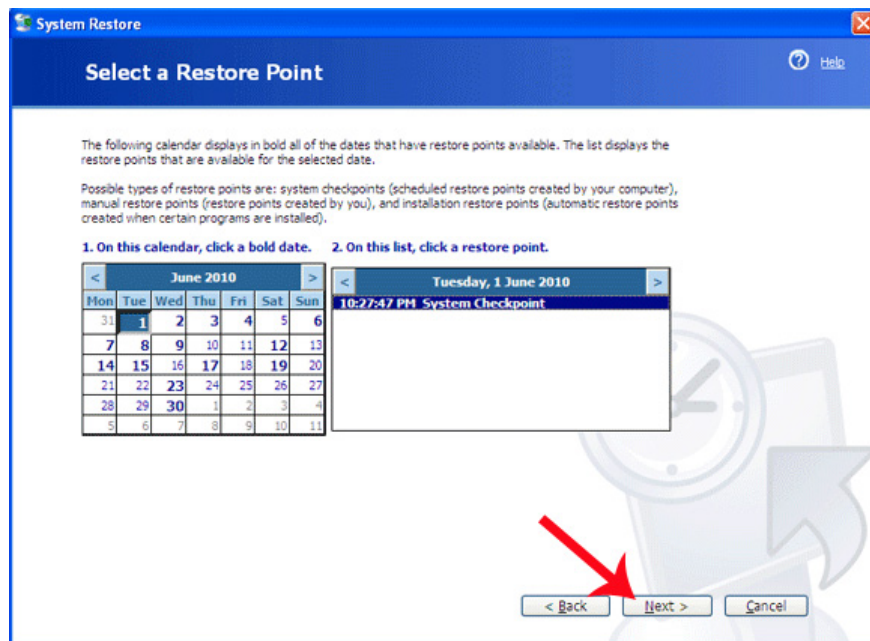 System Restore
Select a Restore Point
Help
The following calendar displays in bold all of the dates that have restore points available. The list displays the
restore points that are available for the selected date.
Possible types of restore points are: system checkpoints (scheduled restore points created by your computer),
manual restore points (restore points created by you), and installation restore points (automatic restore points
created when certain programs are installed).
1. On this calendar, click a bold date. 2. On this list, click a restore point.
< June 2010 >
Mon Tue Wed Thu Fri Sat Sun
31 1 2 3 4 5 6
7 8 9 10 11 12 13
14 15 16 17 18 19 20
21 22 23 24 25 26 27
28 29 30 1 2 3 4
5 6 7 8 9 10 11
< Tuesday, 1 June 2010 >
10:27:47 PM System Checkpoint
< Back Next > Cancel